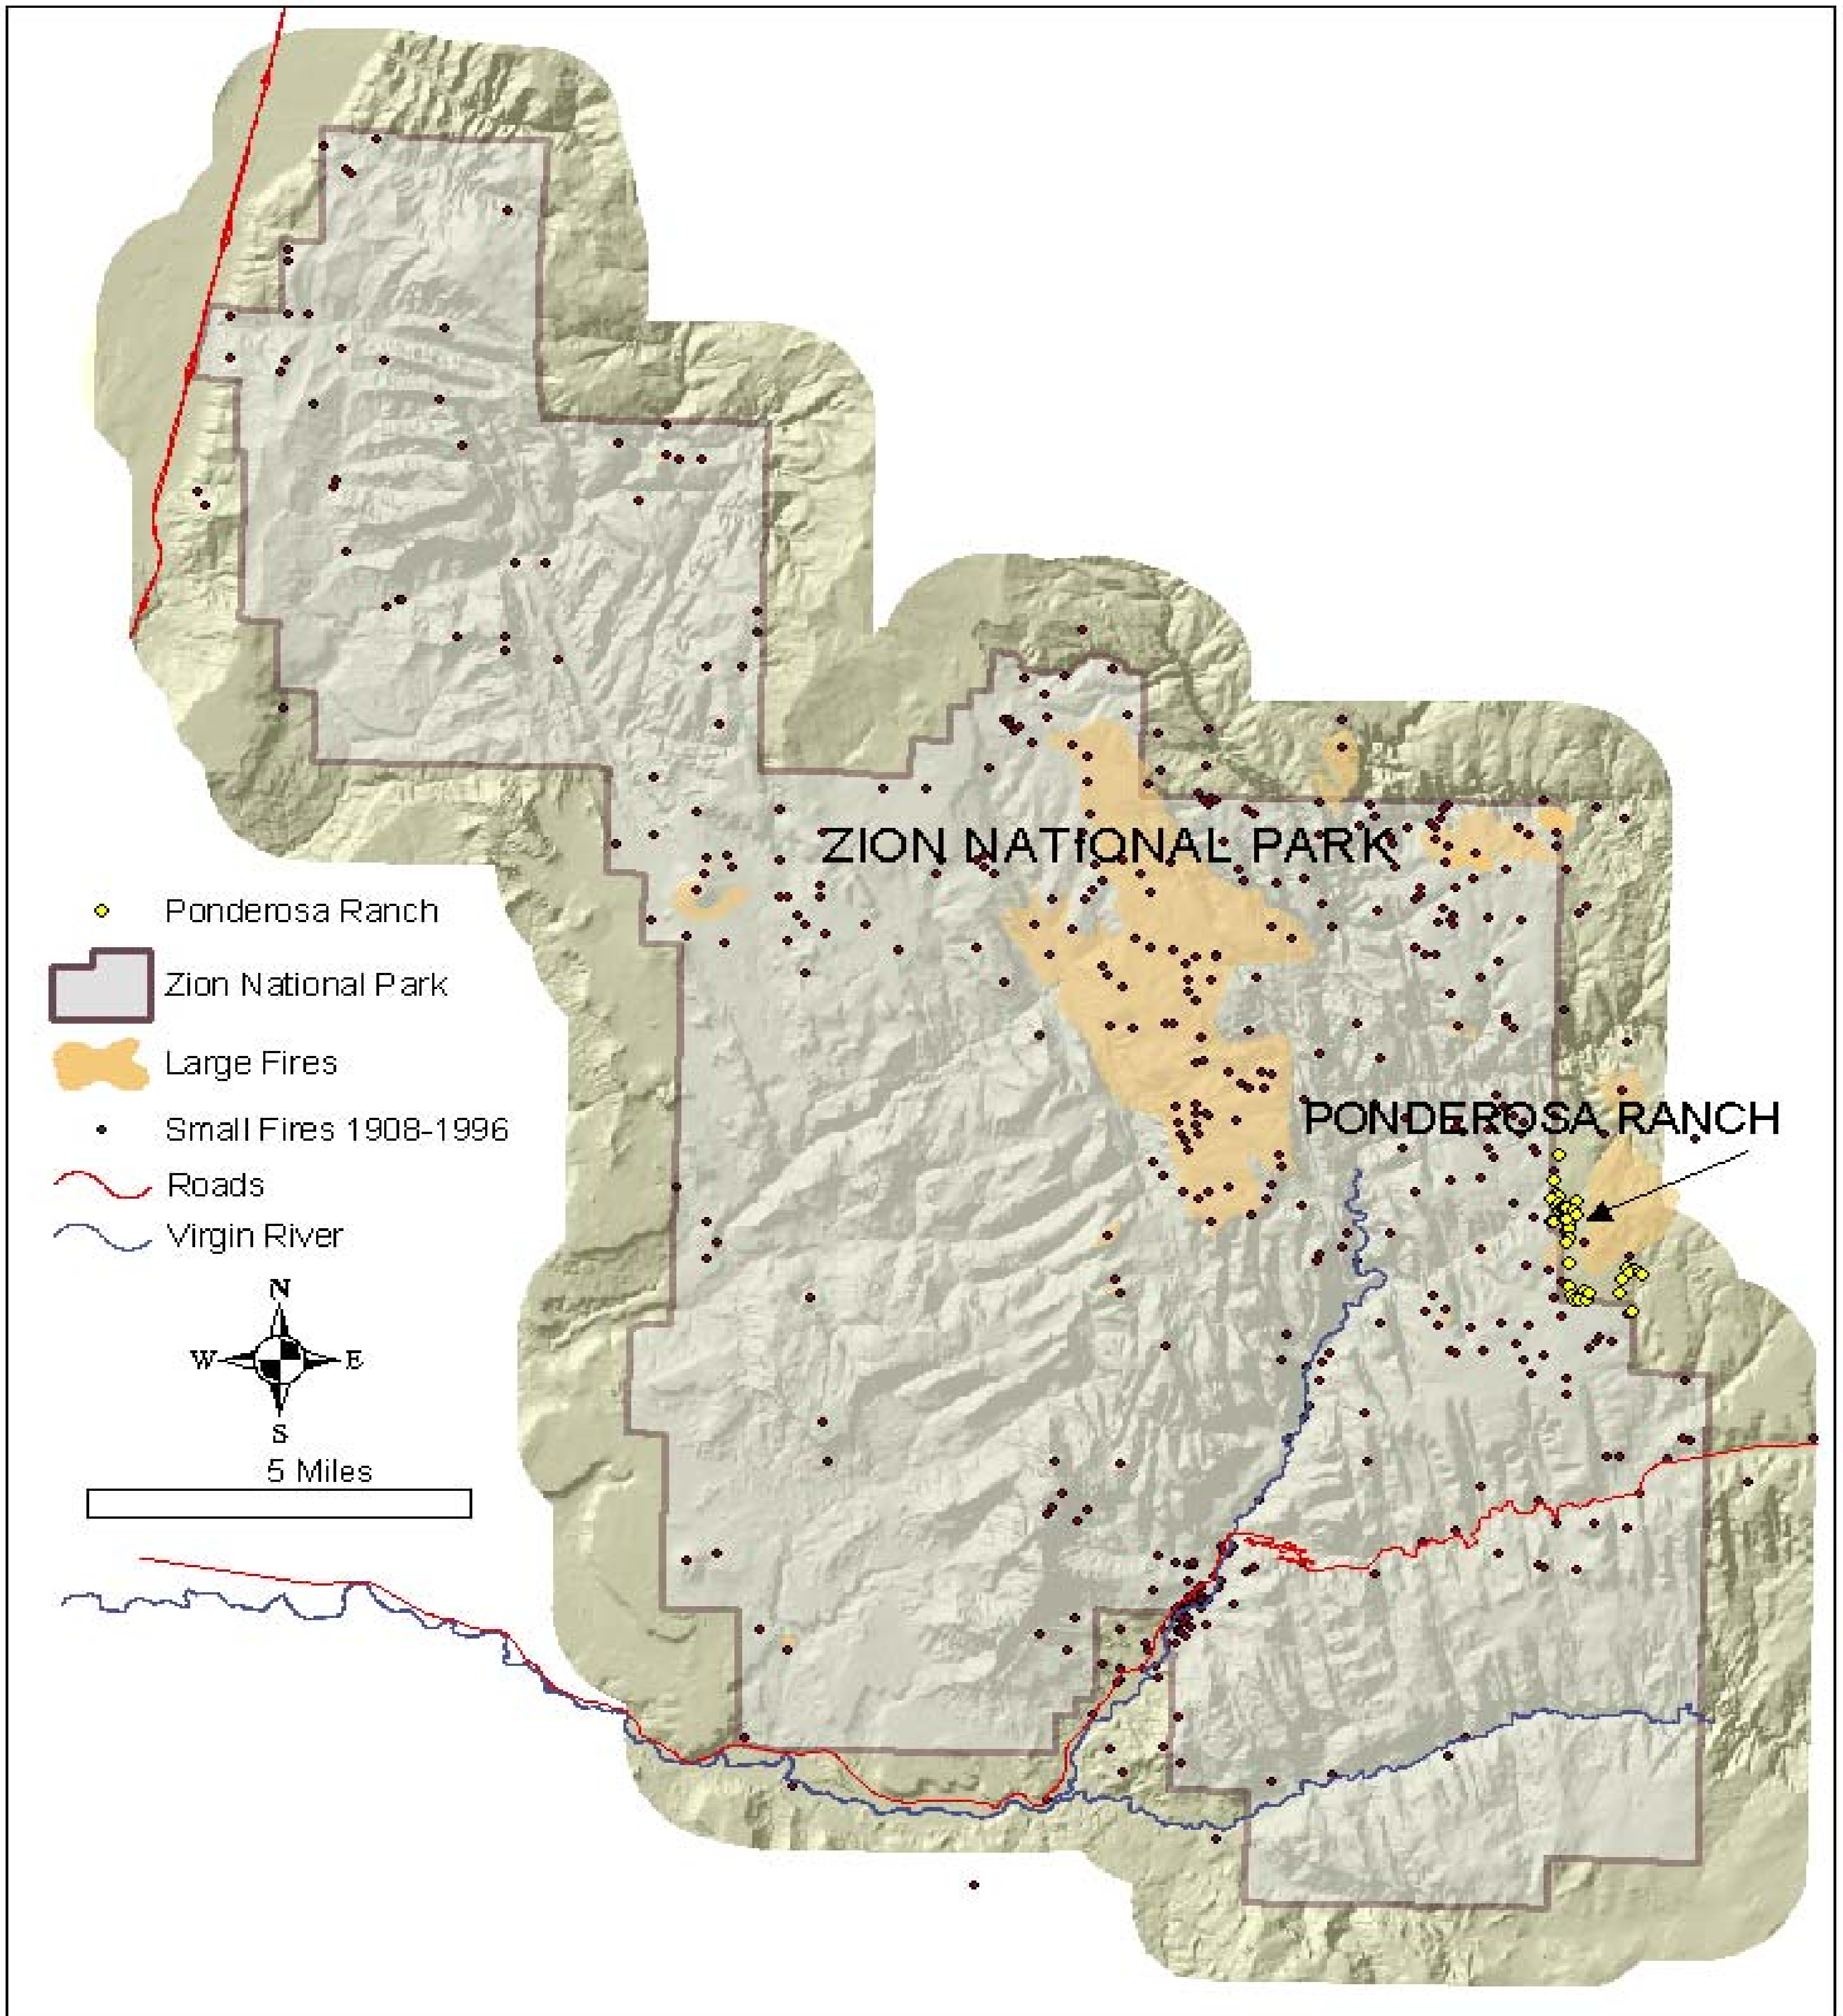 ZION NATIONAL PARK
Ponderosa Ranch
Zion National Park
Large Fires
PONDEROSA RANCH
Small Fires 1908-1996
Roads
Virgin River
N
W E
S
5 Miles